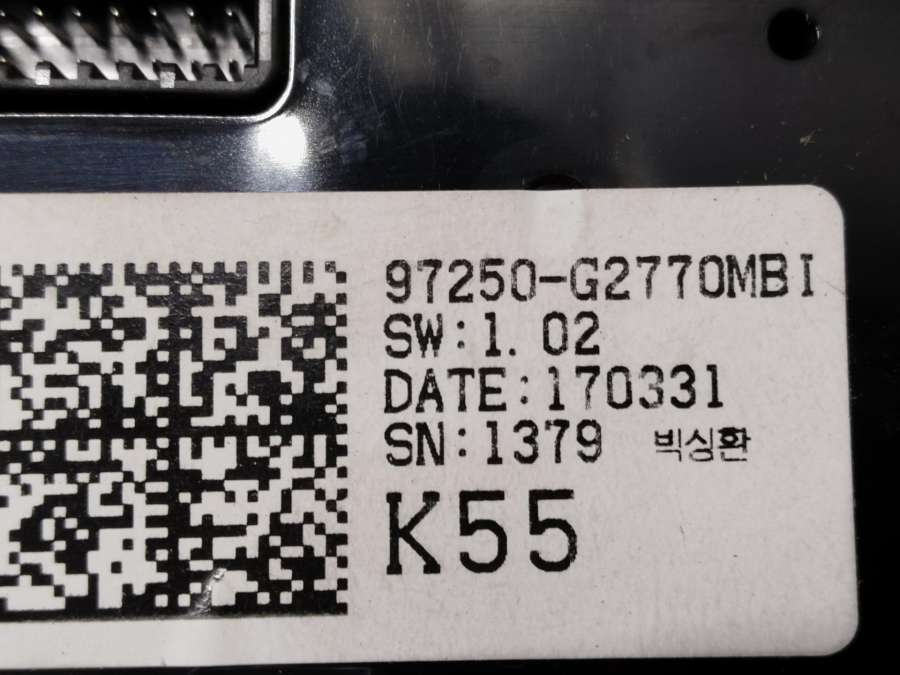 97250-G2770MBI
SW:1.02
DATE:170331
SN:1379 빅싱환
K55